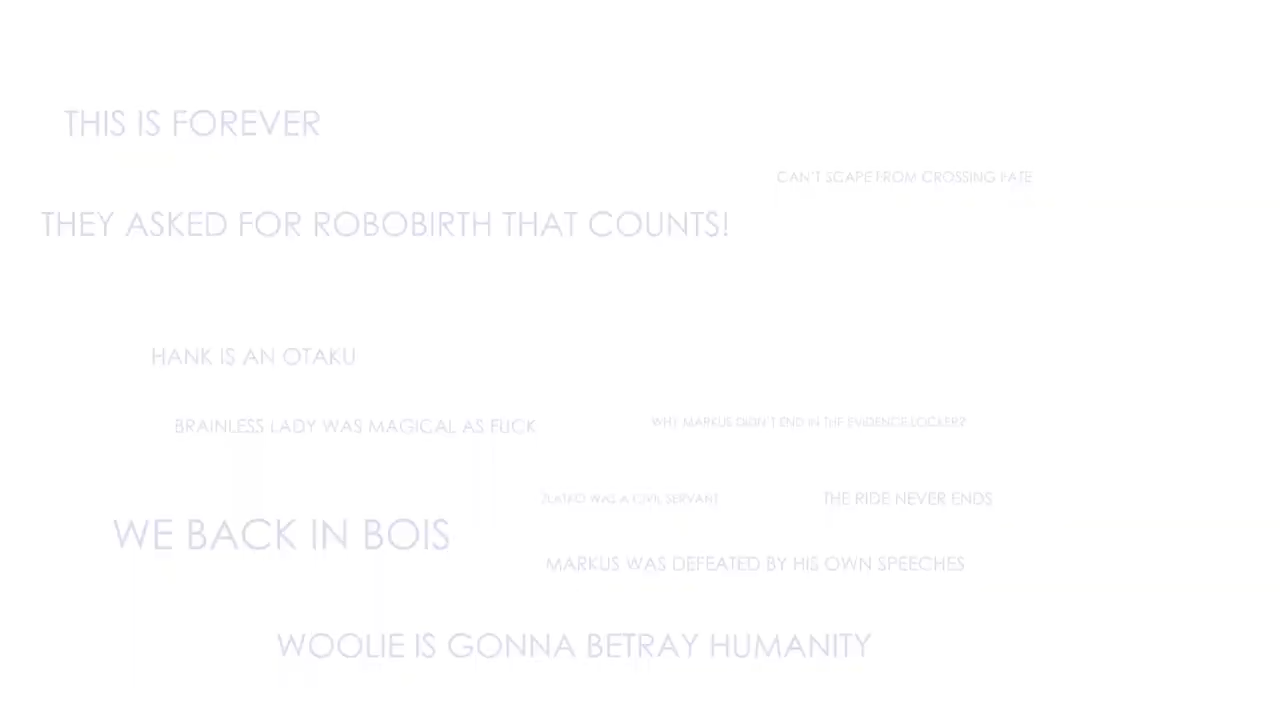 THIS IS FOREVER
CAN'T SCAPE FROM CROSSING FATE
THEY ASKED FOR ROBOBIRTH THAT COUNTS!
HANK IS AN OTAKU
BRAINLESS LADY WAS MAGICAL AS FUCK
WHY MARKUS DIDN'T END IN THE EVIDENCE LOCKER?
ZLATKO WAS A CIVIL SERVANT
THE RIDE NEVER ENDS
WE BACK IN BOIS
MARKUS WAS DEFEATED BY HIS OWN SPEECHES
WOOLIE IS GONNA BETRAY HUMANITY